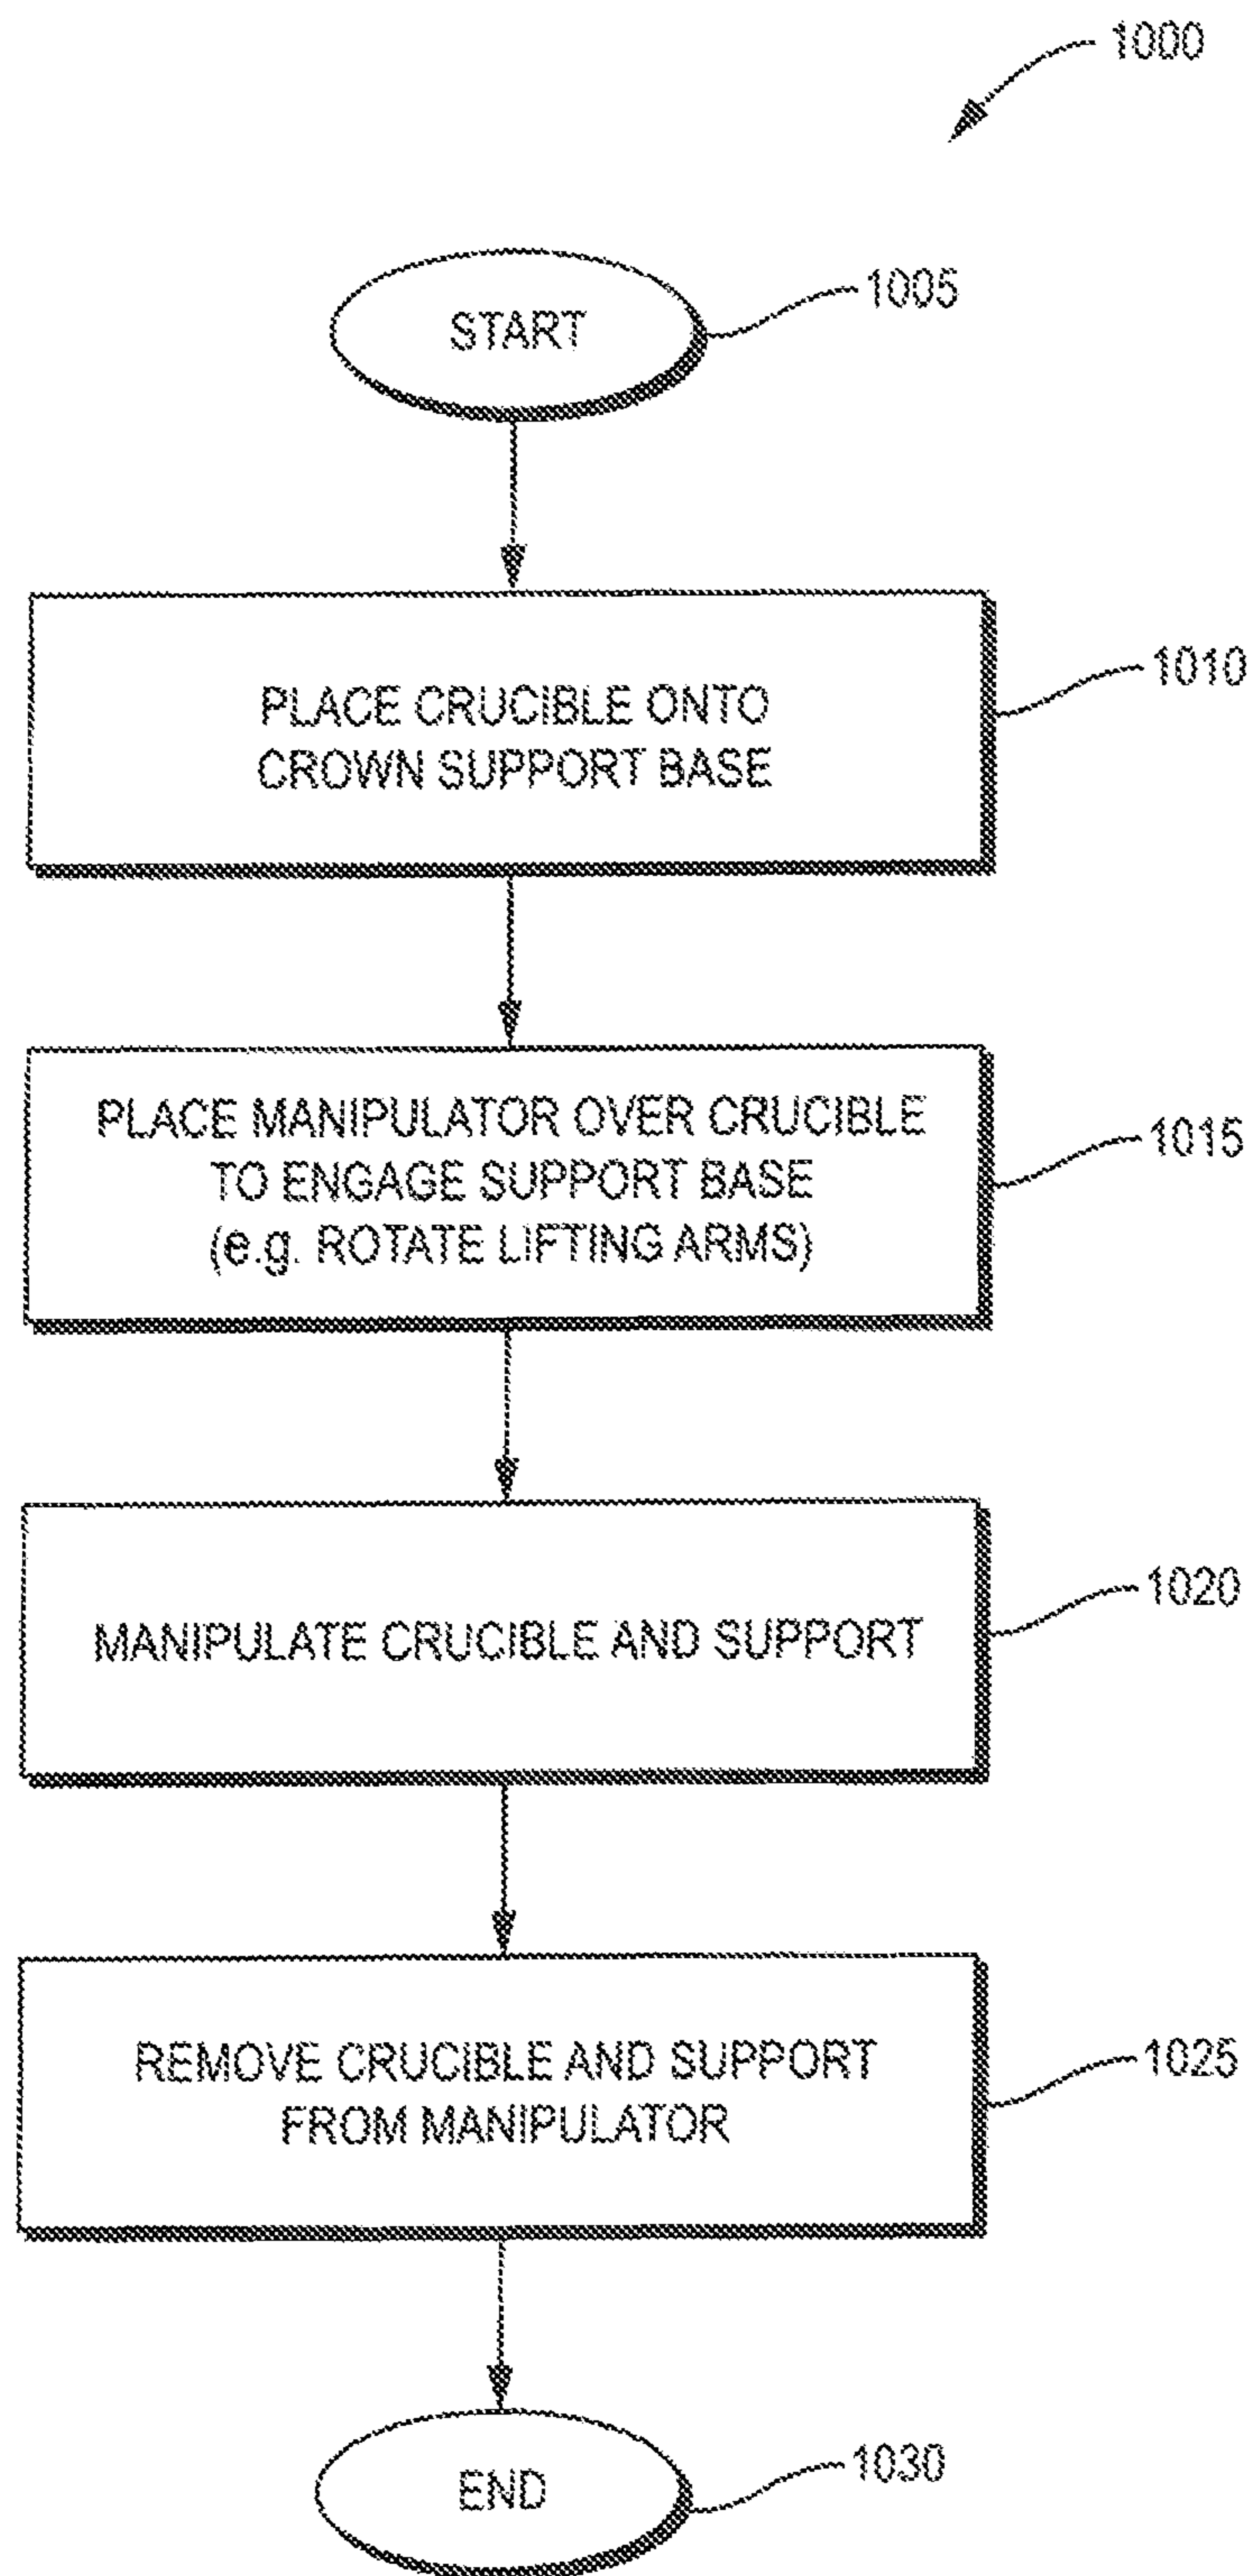 1000
START
1005
PLACE CRUCIBLE ONTO
CROWN SUPPORT BASE
1010
PLACE MANIPULATOR OVER CRUCIBLE
TO ENGAGE SUPPORT BASE
(e.g. ROTATE LIFTING ARMS)
1015
MANIPULATE CRUCIBLE AND SUPPORT
1020
REMOVE CRUCIBLE AND SUPPORT
FROM MANIPULATOR
1025
END
1030